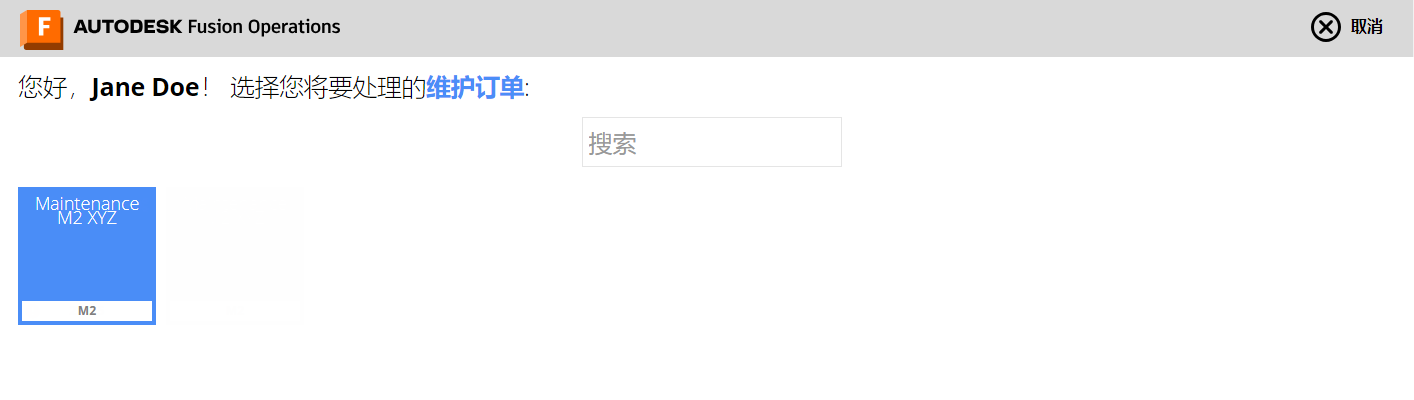 F AUTODESK Fusion Operations
取消
您好，Jane Doe！ 选择您将要处理的维护订单:
搜索
Maintenance
M2 XYZ
M2